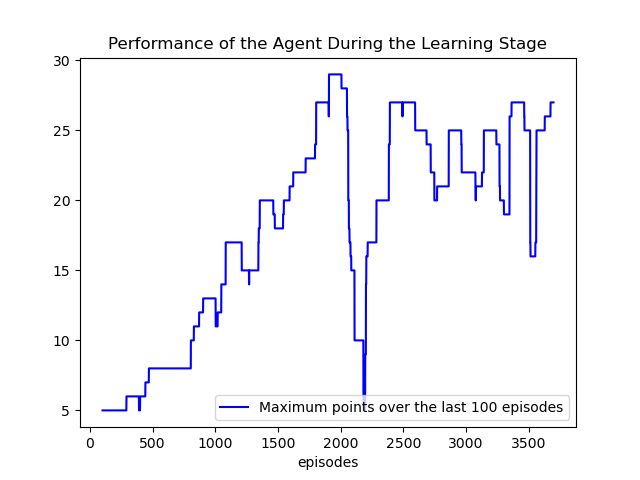 Performance of the Agent During the Learning Stage
30
25
20
15
10
5
Maximum points over the last 100 episodes
0 500 1000 1500 2000 2500 3000 3500
episodes